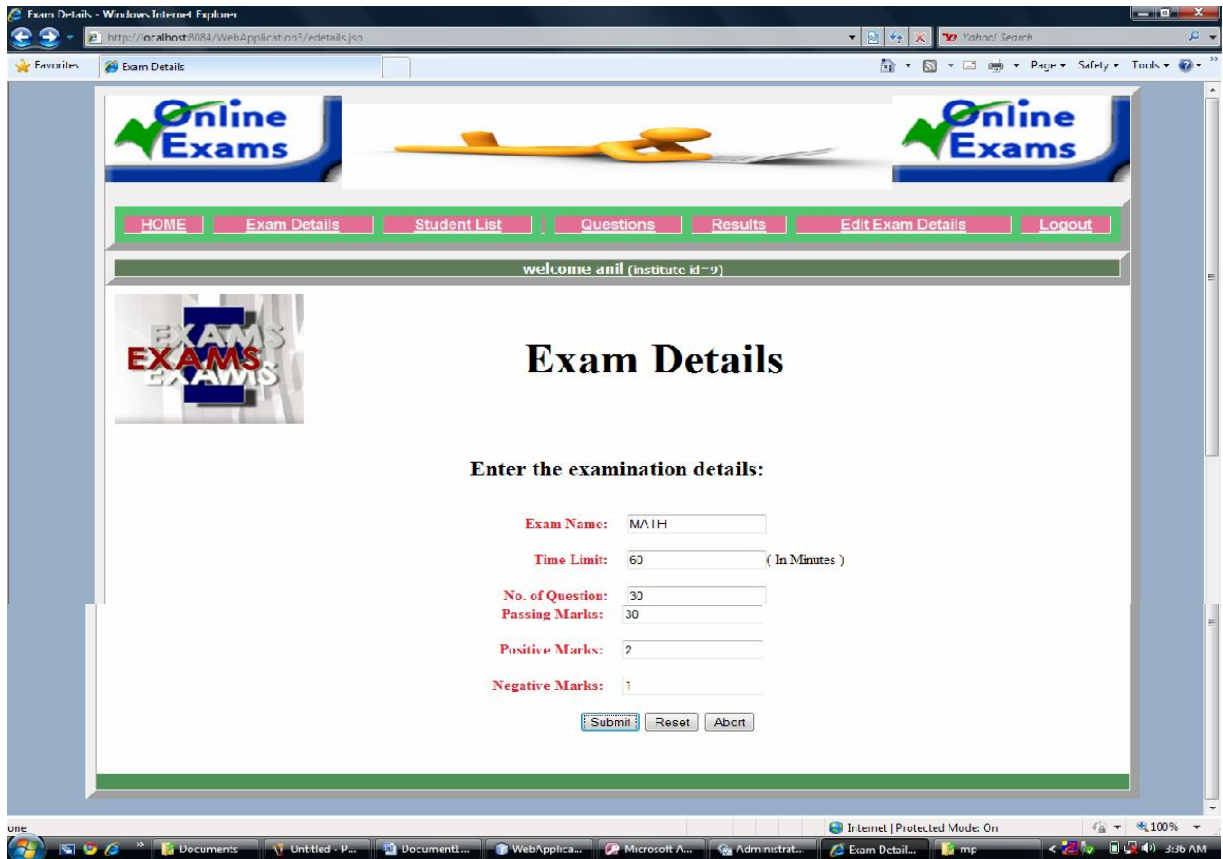 Exam Details - Windows Internet Explorer
http://localhost:8084/WebApplication3/edetails.jsp
Yahoo! Search
Favorites Exam Details Page Safety Tools
Online Exams
Online Exams
HOME Exam Details Student List Questions Results Edit Exam Details Logout
welcome anil (institute id=9)
EXAMS
EXAMS
EXAMS
Exam Details
Enter the examination details:
Exam Name: MATH
Time Limit: 60 ( In Minutes )
No. of Question: 30
Passing Marks: 30
Positive Marks: 2
Negative Marks: 1
Submit Reset Abort
one Internet | Protected Mode: On 100%
Documents Untitled - P... Document1... WebApplica... Microsoft A... Administrat... Exam Detail... mp 3:36 AM